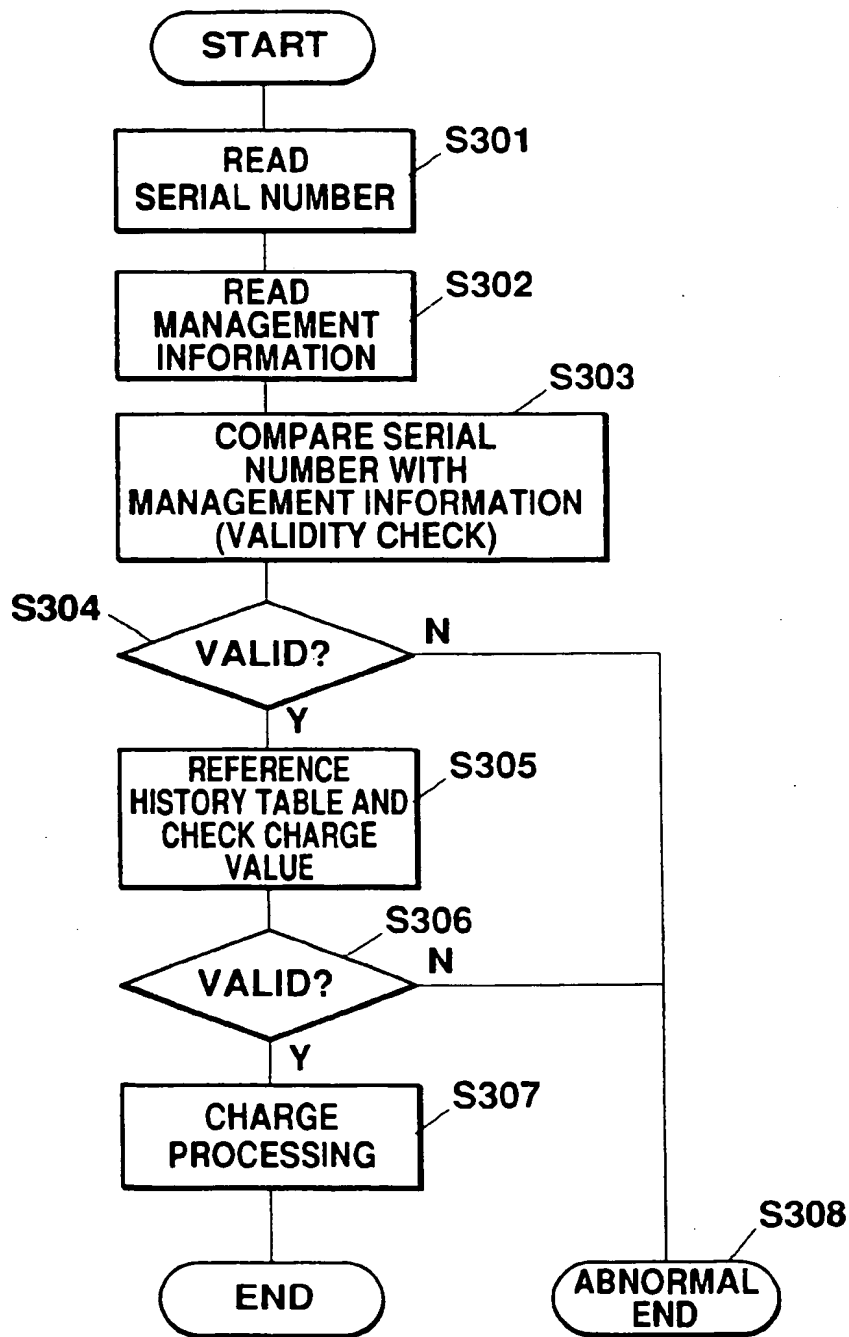 START
S301
READ
SERIAL NUMBER
S302
READ
MANAGEMENT
INFORMATION
S303
COMPARE SERIAL
NUMBER WITH
MANAGEMENT INFORMATION
(VALIDITY CHECK)
S304
VALID?
N
Y
S305
REFERENCE
HISTORY TABLE AND
CHECK CHARGE
VALUE
S306
VALID?
N
Y
S307
CHARGE
PROCESSING
END
S308
ABNORMAL
END